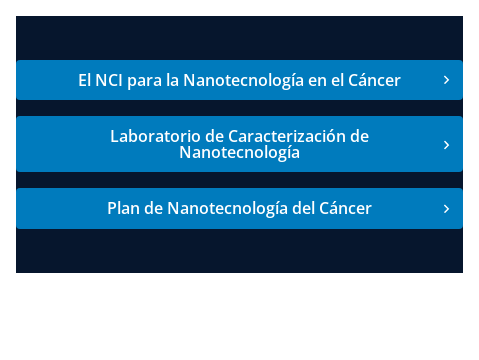 El NCI para la Nanotecnología en el Cáncer
Laboratorio de Caracterización de
Nanotecnología
Plan de Nanotecnología del Cáncer